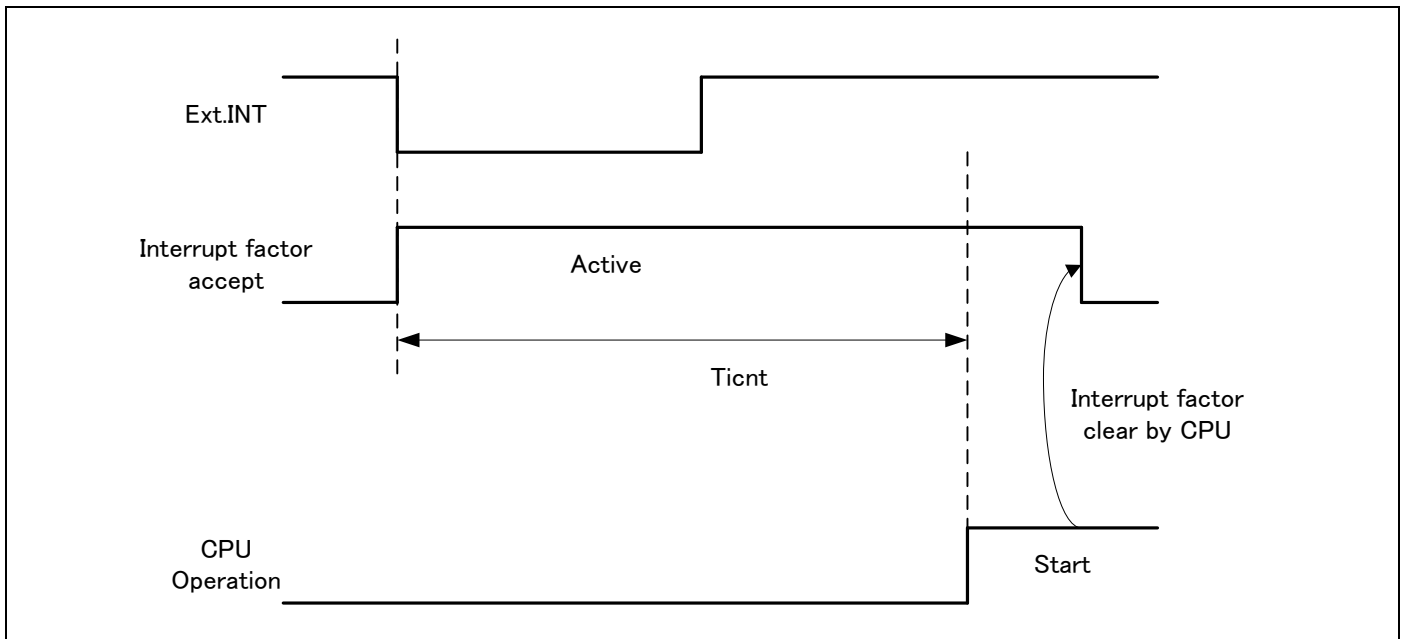 Ext.INT
Interrupt factor
accept
Active
Ticnt
Interrupt factor
clear by CPU
CPU
Operation
Start